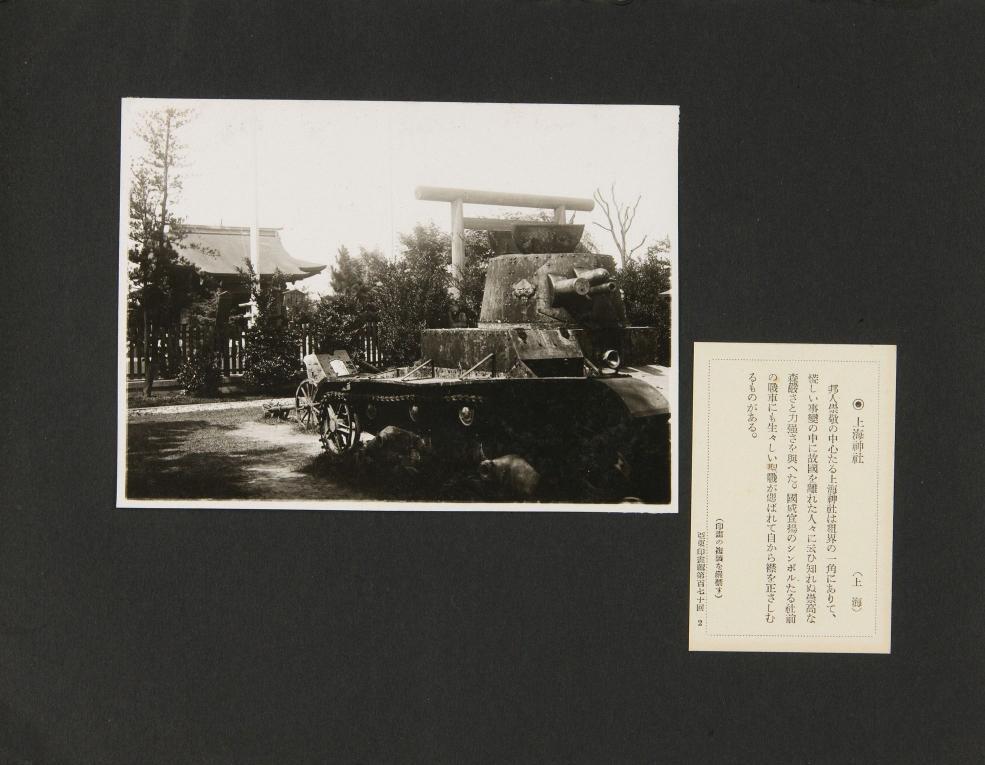 ◉上海神社　（上海）
邦人崇敬の中心たる上海神社は租界の一角にありて、
慌しい事變の中に故國を離れた人々に云ひ知れぬ崇高な
森嚴さと力强さを與へた。國威宣揚のシンボルたる社前
の戰車にも生々しい聖戰が偲ばれて自から襟を正さしむ
るものがある。
（印畫の複製を嚴禁す）
亞東印畫輯第百七十回 2